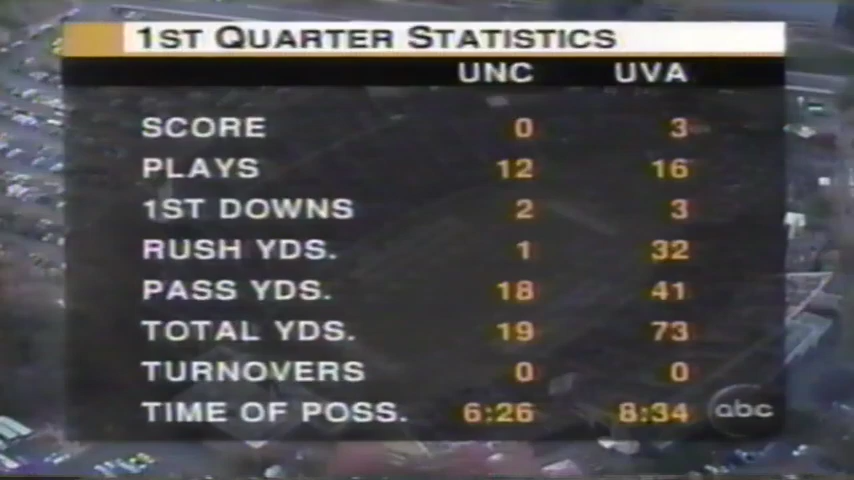 1ST QUARTER STATISTICS
UNC UVA
SCORE 0 3
PLAYS 12 16
1ST DOWNS 2 3
RUSH YDS. 1 32
PASS YDS. 18 41
TOTAL YDS. 19 73
TURNOVERS 0 0
TIME OF POSS. 6:26 8:34
abc